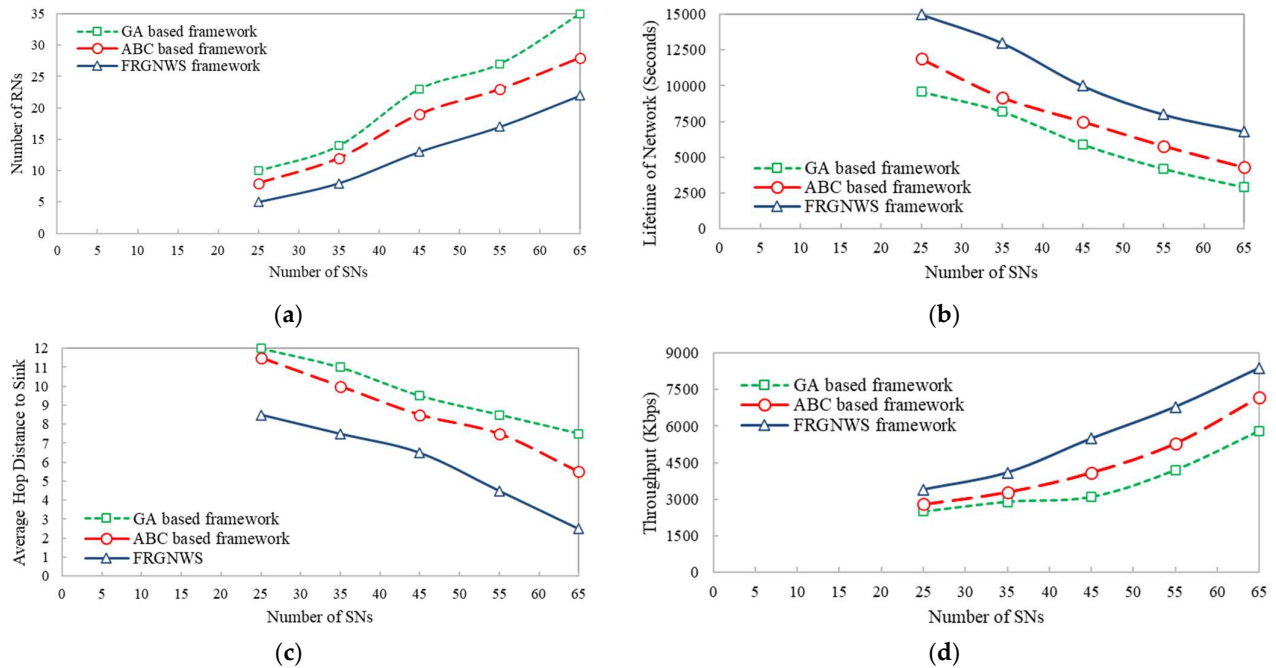 35
30
25
20
15
10
5
0
Number of RNs
GA based framework
ABC based framework
FRGNWS framework
0 5 10 15 20 25 30 35 40 45 50 55 60 65
Number of SNs
(a)
15000
12500
10000
7500
5000
2500
0
Lifetime of Network (Seconds)
GA based framework
ABC based framework
FRGNWS framework
0 5 10 15 20 25 30 35 40 45 50 55 60 65
Number of SNs
(b)
12
11
10
9
8
7
6
5
4
3
2
1
0
Average Hop Distance to Sink
GA based framework
ABC based framework
FRGNWS
0 5 10 15 20 25 30 35 40 45 50 55 60 65
Number of SNs
(c)
9000
7500
6000
4500
3000
1500
0
Throughput (Kbps)
GA based framework
ABC based framework
FRGNWS framework
0 5 10 15 20 25 30 35 40 45 50 55 60 65
Number of SNs
(d)